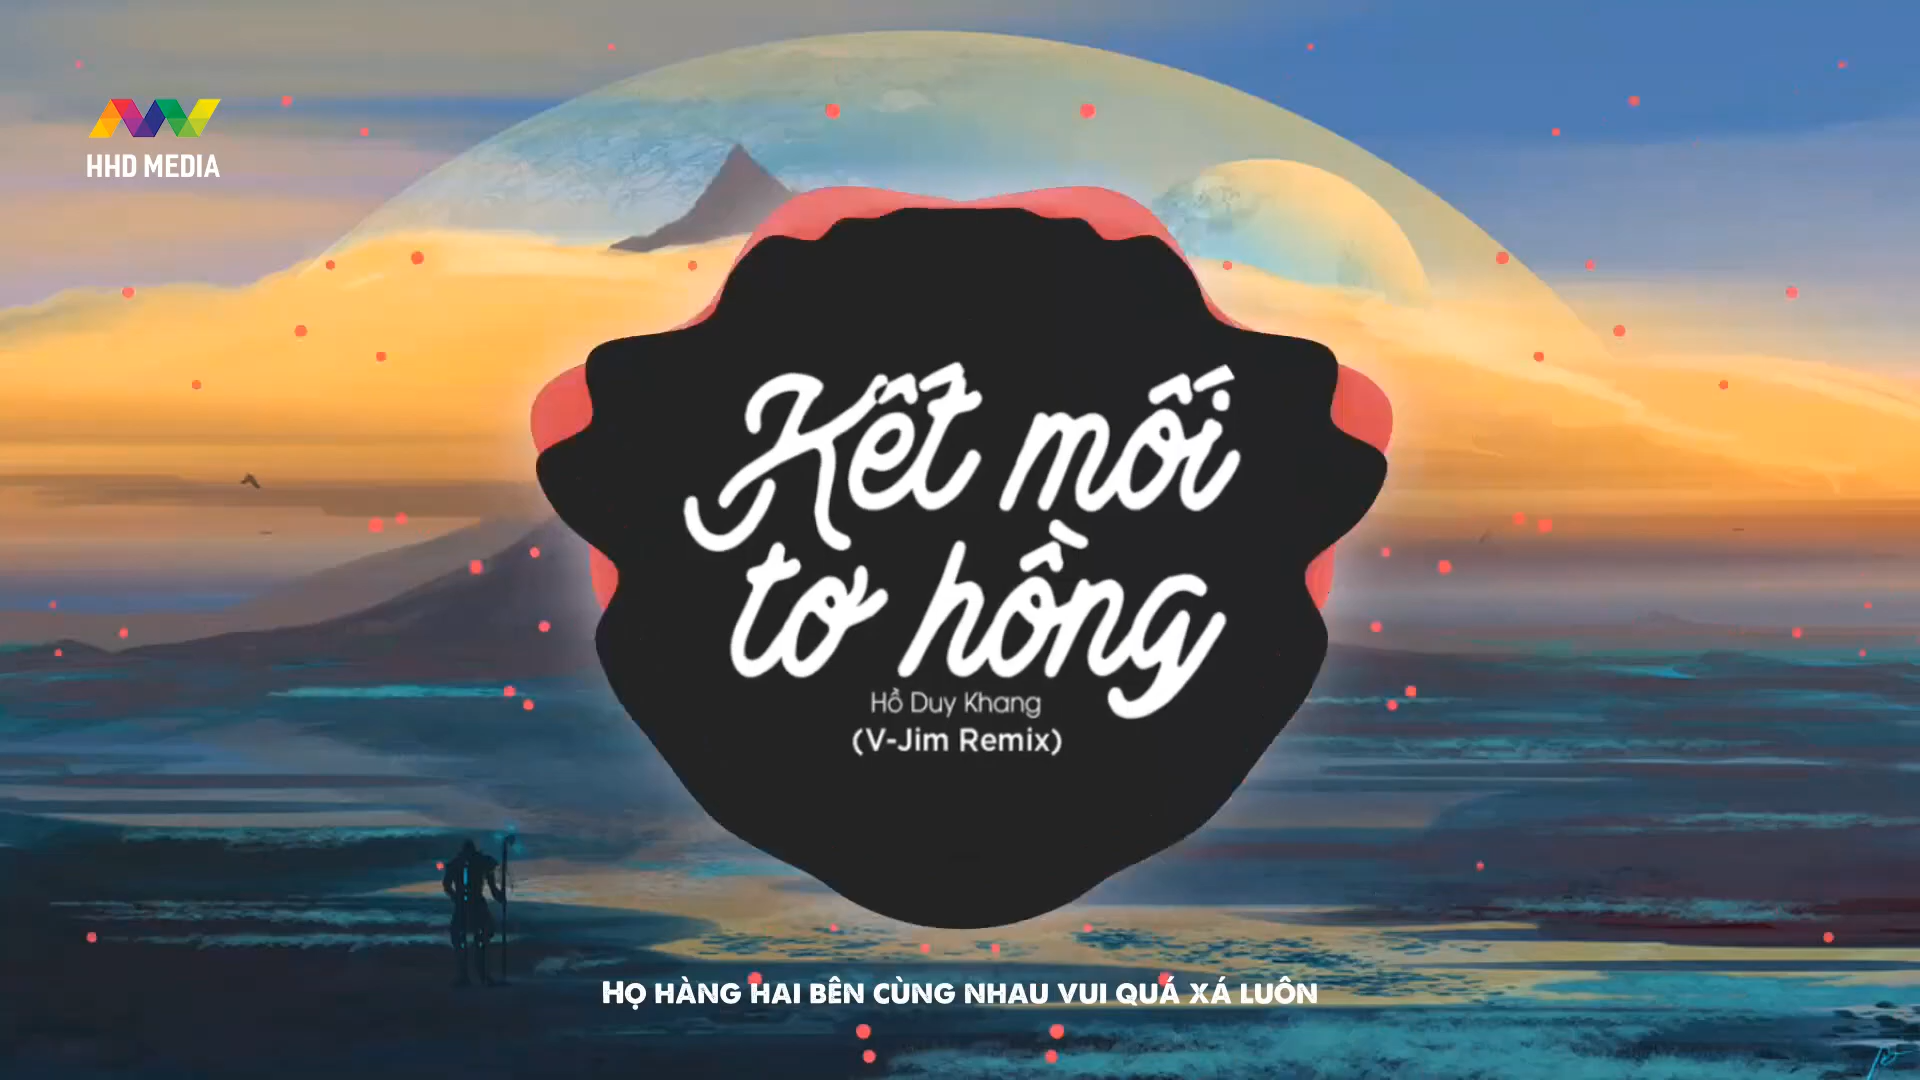 HHD MEDIA
Kết mối
tơ hồng
Hồ Duy Khang
(V-Jim Remix)
HỌ HÀNG HAI BÊN CÙNG NHAU VUI QUÁ XÁ LUÔN